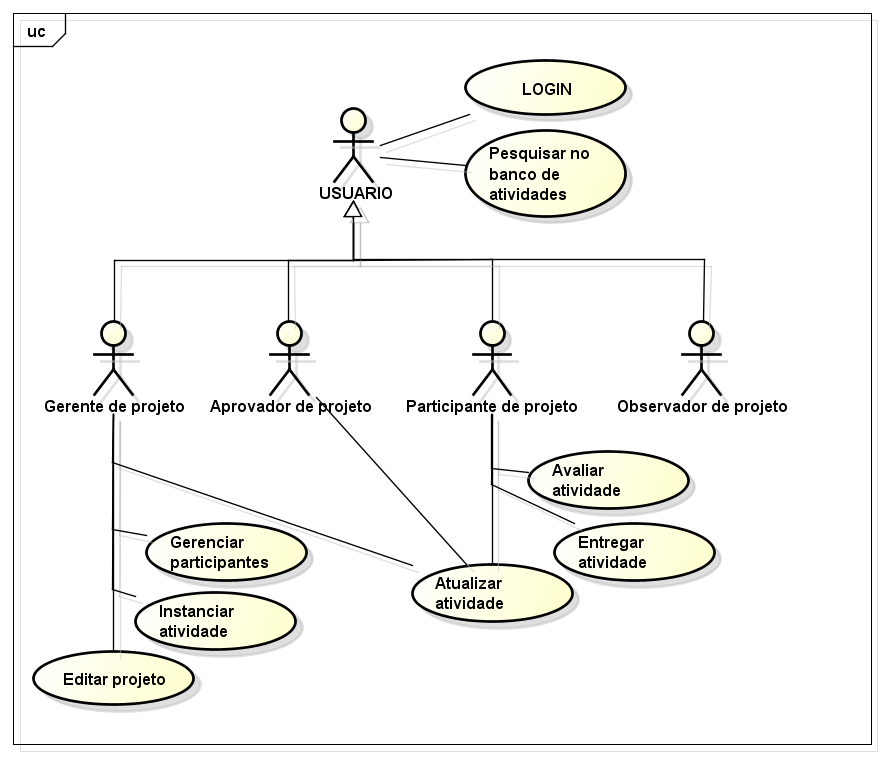 uc
LOGIN
Pesquisar no
banco de
atividades
USUARIO
Gerente de projeto
Aprovador de projeto
Participante de projeto
Observador de projeto
Avaliar
atividade
Gerenciar
participantes
Entregar
atividade
Atualizar
atividade
Instanciar
atividade
Editar projeto